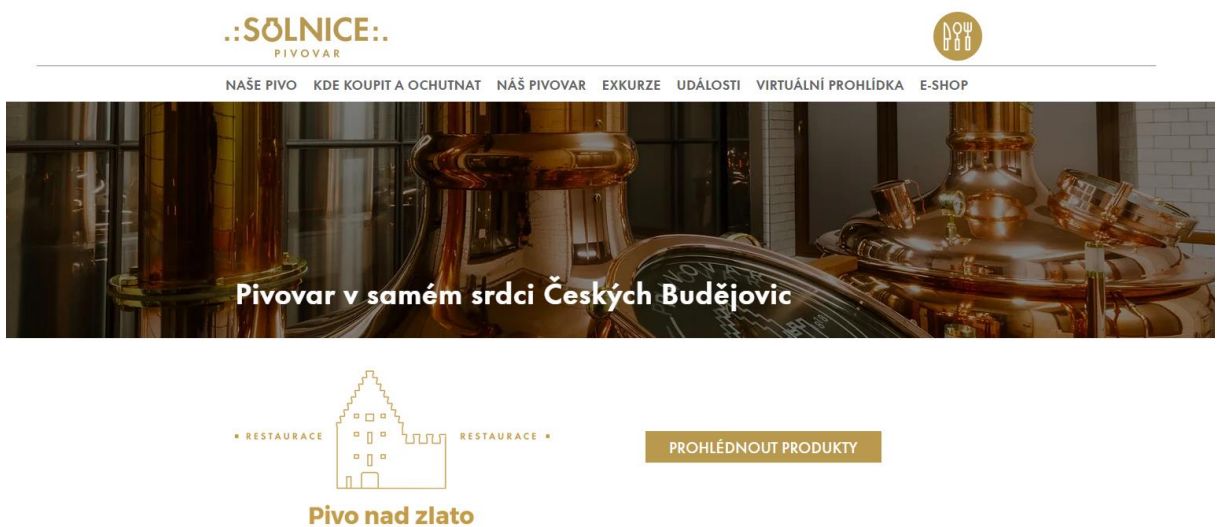 .:SOLNICE:.
PIVOVAR
NAŠE PIVO KDE KOUPIT A OCHUTNAT NÁŠ PIVOVAR EXKURZE UDÁLOSTI VIRTUÁLNÍ PROHLÍDKA E-SHOP
PIVOVAR
Pivovar v samém srdci Českých Budějovic
RESTAURACE RESTAURACE
PROHLÉDNOUT PRODUKTY
Pivo nad zlato